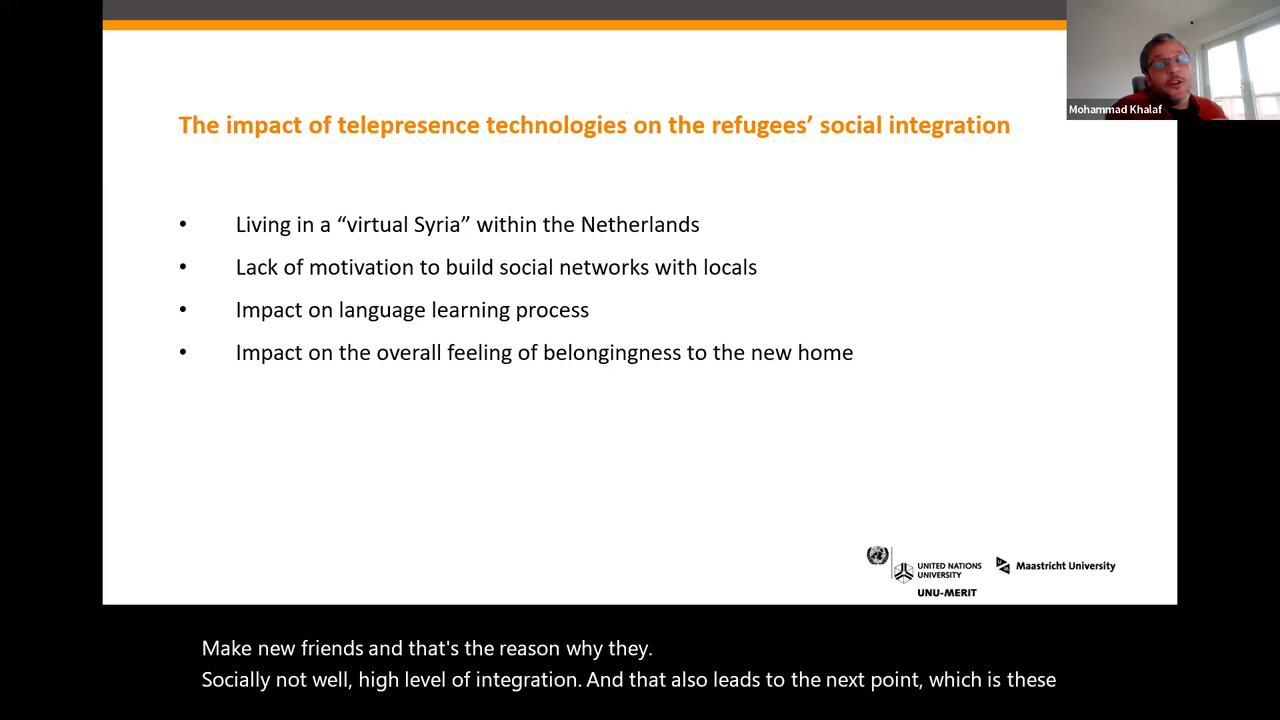 Mohammad Khalaf
The impact of telepresence technologies on the refugees’ social integration
• Living in a “virtual Syria” within the Netherlands
• Lack of motivation to build social networks with locals
• Impact on language learning process
• Impact on the overall feeling of belongingness to the new home
UNITED NATIONS
UNIVERSITY
UNU-MERIT
Maastricht University
Make new friends and that's the reason why they.
Socially not well, high level of integration. And that also leads to the next point, which is these